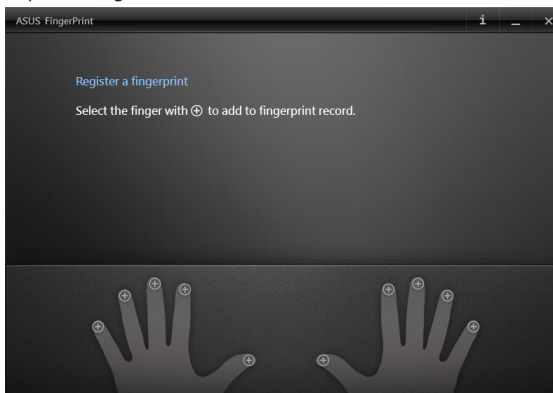 ASUS FingerPrint
Register a fingerprint
Select the finger with ⊕ to add to fingerprint record.